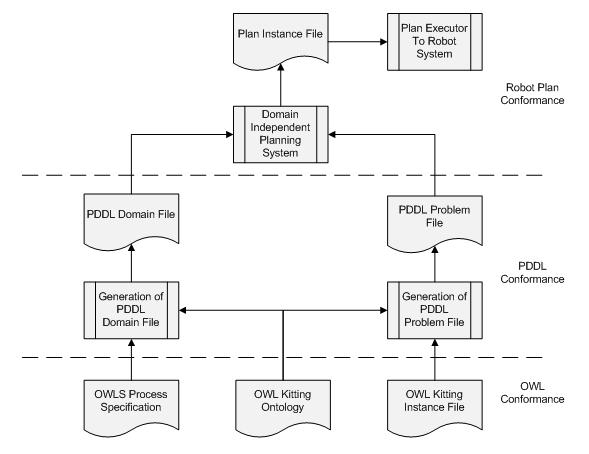 Plan Instance File
Plan Executor
To Robot
System
Robot Plan
Conformance
Domain
Independent
Planning
System
PDDL Domain File
PDDL Problem
File
PDDL
Conformance
Generation of
PDDL
Domain File
Generation of
PDDL
Problem File
OWLS Process
Specification
OWL Kitting
Ontology
OWL Kitting
Instance File
OWL
Conformance